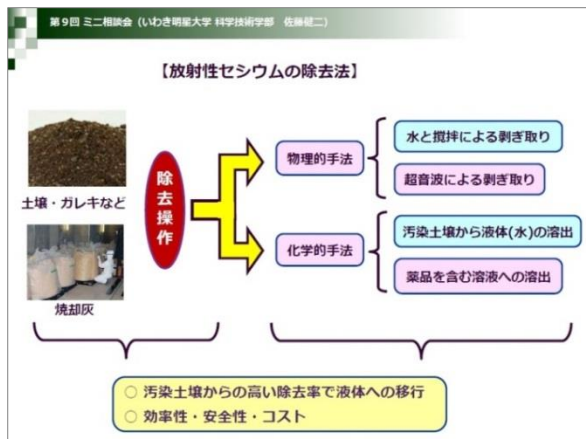 第9回 ミニ相談会（いわき明星大学 科学技術学部　佐藤健二）
【放射性セシウムの除去法】
土壌・ガレキなど
焼却灰
除去操作
物理的手法
水と撹拌による剥ぎ取り
超音波による剥ぎ取り
化学的手法
汚染土壌から液体(水)の溶出
薬品を含む溶液への溶出
○ 汚染土壌からの高い除去率で液体への移行
○ 効率性・安全性・コスト